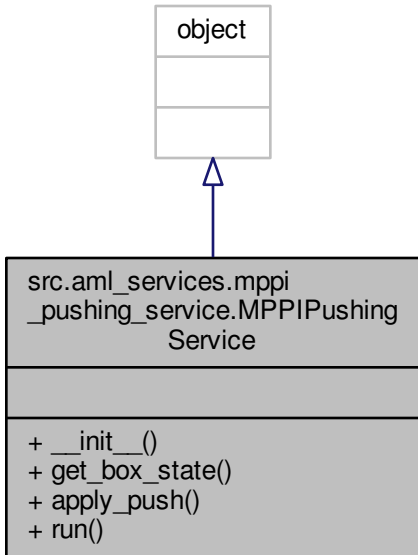 object
src.aml_services.mppi
_pushing_service.MPPIPushing
Service
+ __init__()
+ get_box_state()
+ apply_push()
+ run()